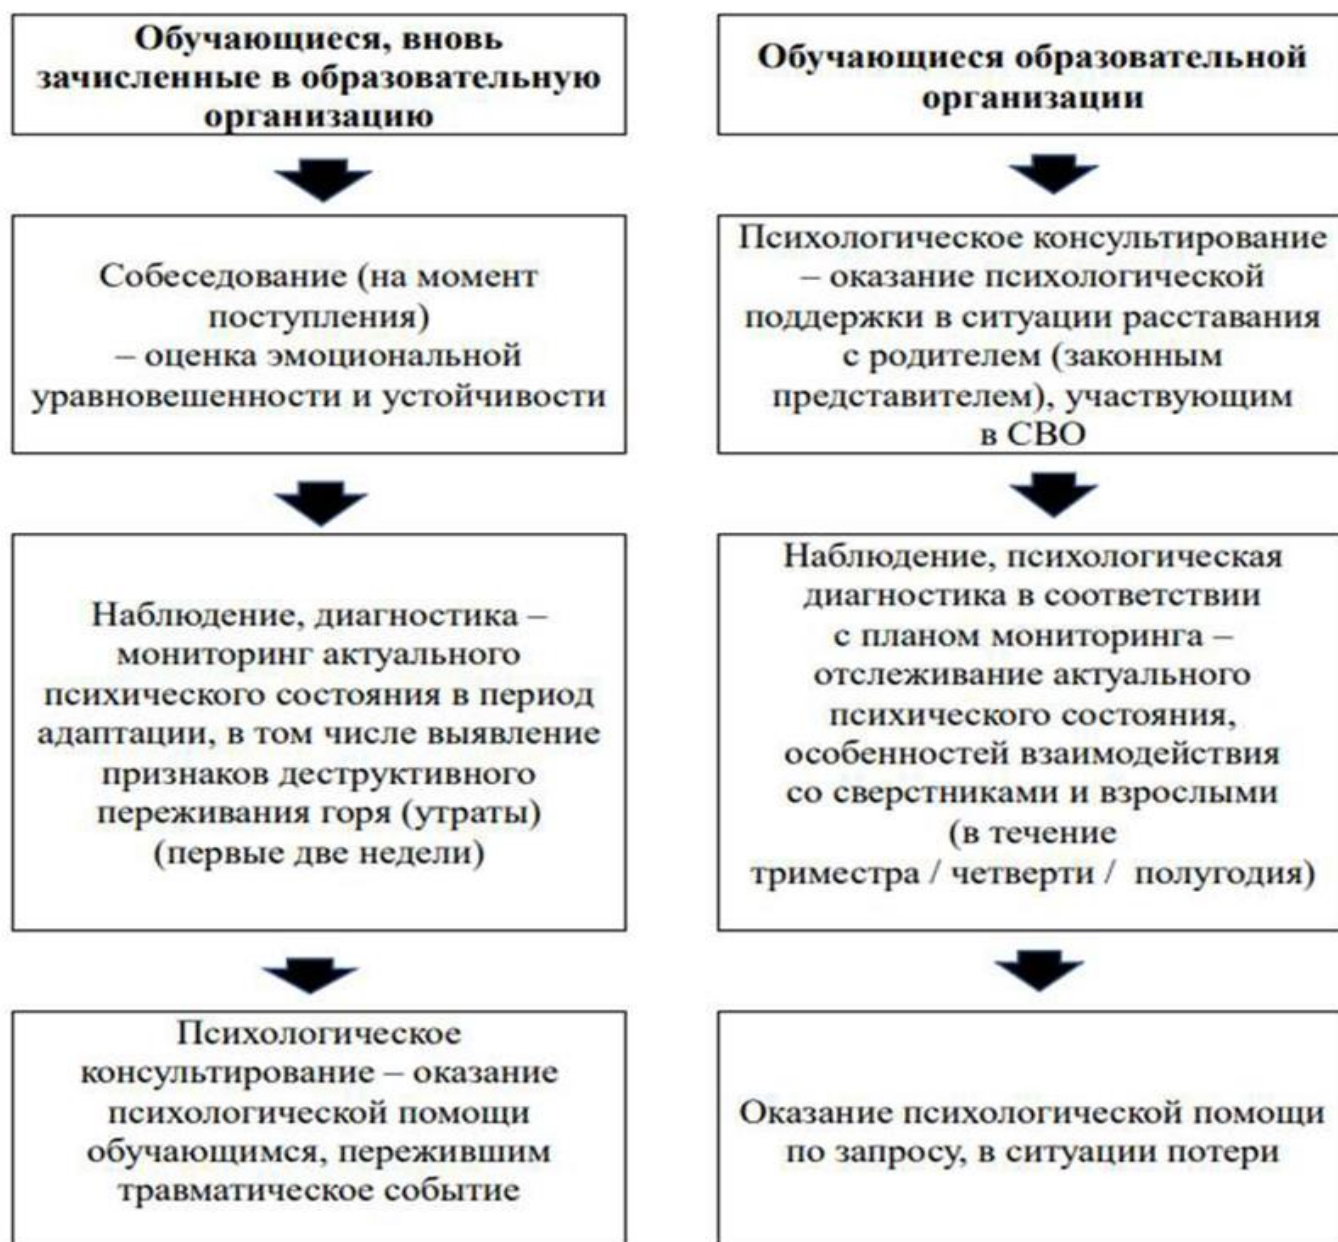 Обучающиеся, вновь
зачисленные в образовательную
организацию
Собеседование (на момент
поступления)
– оценка эмоциональной
уравновешенности и устойчивости
Наблюдение, диагностика –
мониторинг актуального
психического состояния в период
адаптации, в том числе выявление
признаков деструктивного
переживания горя (утраты)
(первые две недели)
Психологическое
консультирование – оказание
психологической помощи
обучающимся, пережившим
травматическое событие
Обучающиеся образовательной
организации
Психологическое консультирование
– оказание психологической
поддержки в ситуации расставания
с родителем (законным
представителем), участвующим
в СВО
Наблюдение, психологическая
диагностика в соответствии
с планом мониторинга –
отслеживание актуального
психического состояния,
особенностей взаимодействия
со сверстниками и взрослыми
(в течение
триместра / четверти / полугодия)
Оказание психологической помощи
по запросу, в ситуации потери